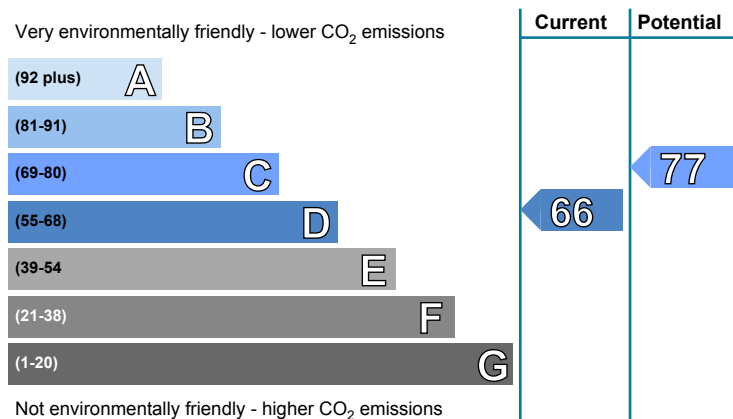 Current Potential
Very environmentally friendly - lower CO₂ emissions
(92 plus) A
(81-91) B
(69-80) C
77
(55-68) D
66
(39-54 E
(21-38) F
(1-20) G
Not environmentally friendly - higher CO₂ emissions